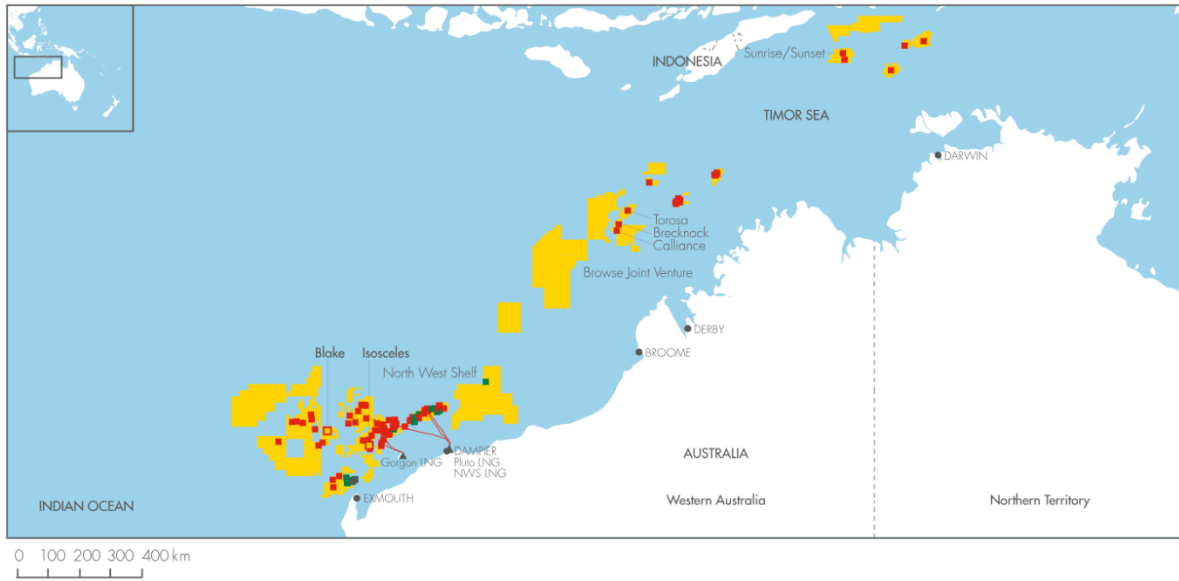 INDONESIA
Sunrise/Sunset
TIMOR SEA
DARWIN
Torosa
Brecknock
Calliance
Browse Joint Venture
DERBY
BROOME
Blake
Isosceles
North West Shelf
Gorgon LNG
DAMPIER
Pluto LNG
NWS LNG
AUSTRALIA
EXMOUTH
INDIAN OCEAN
Western Australia
Northern Territory
0 100 200 300 400 km